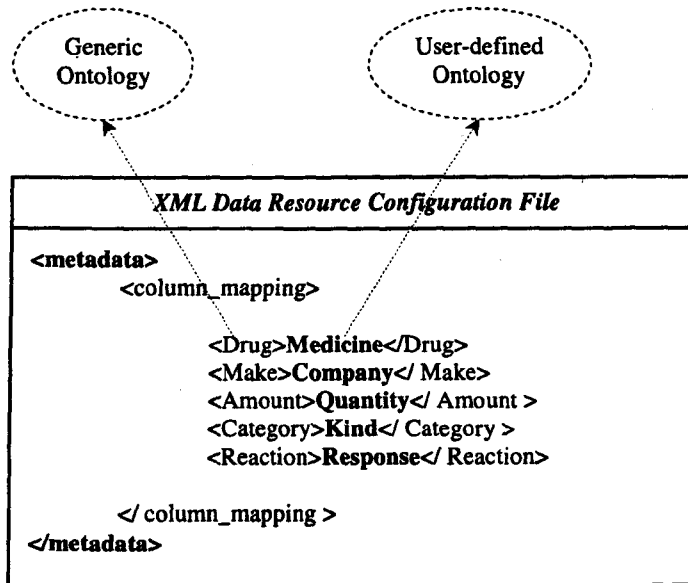 Generic
Ontology
User-defined
Ontology
XML Data Resource Configuration File
<metadata>
<column_mapping>
<Drug>Medicine</Drug>
<Make>Company</ Make>
<Amount>Quantity</ Amount >
<Category>Kind</ Category >
<Reaction>Response</ Reaction>
</ column_mapping >
</metadata>